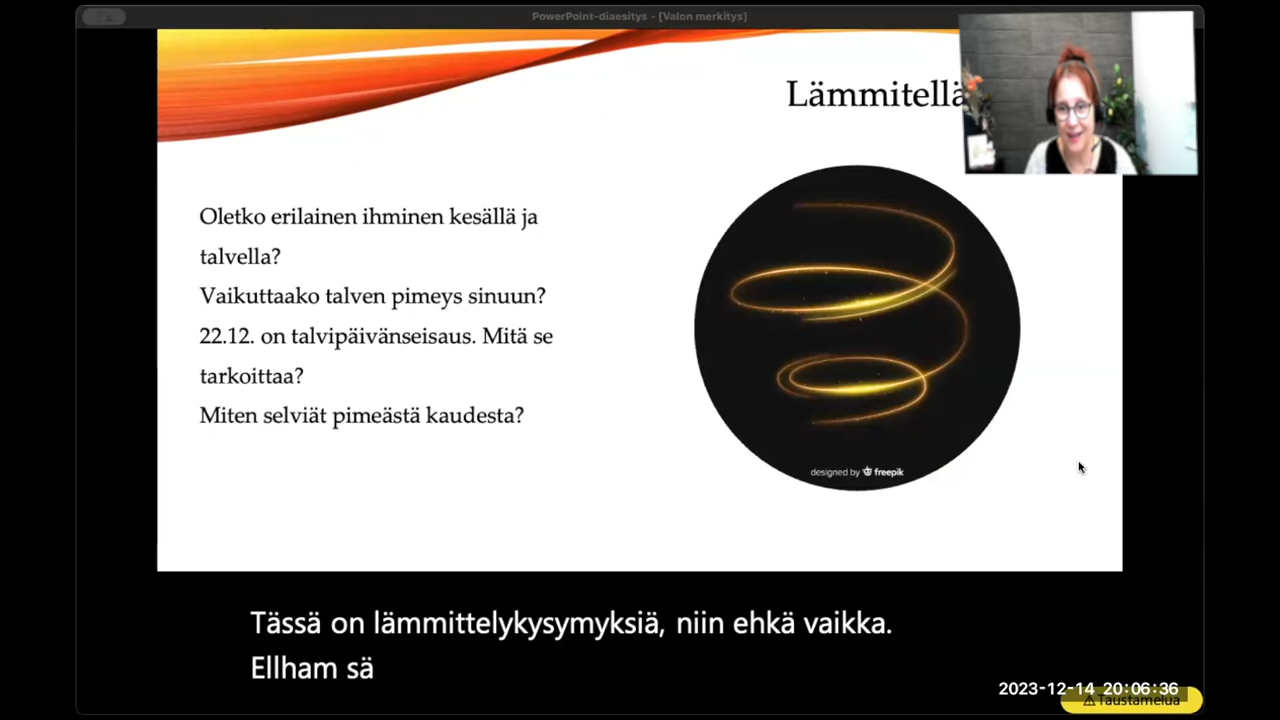 PowerPoint-diaesitys - [Valon merkitys]
Lämmitellä
Oletko erilainen ihminen kesällä ja
talvella?
Vaikuttaako talven pimeys sinuun?
22.12. on talvipäivänseisaus. Mitä se
tarkoittaa?
Miten selviät pimeästä kaudesta?
designed by freepik
Tässä on lämmittelykysymyksiä, niin ehkä vaikka.
Ellham sä
2023-12-14 20:06:36
Taustamelua